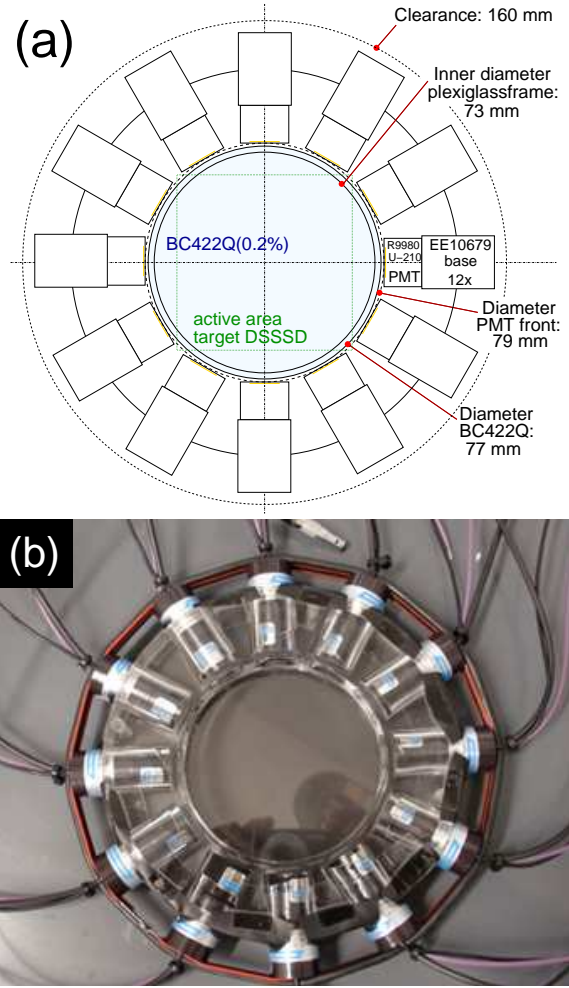 (a)
Clearance: 160 mm
Inner diameter
plexiglassframe:
73 mm
BC422Q(0.2%)
R9980
U–210
PMT
EE10679
base
12x
active area
target DSSSD
Diameter
PMT front:
79 mm
Diameter
BC422Q:
77 mm
(b)